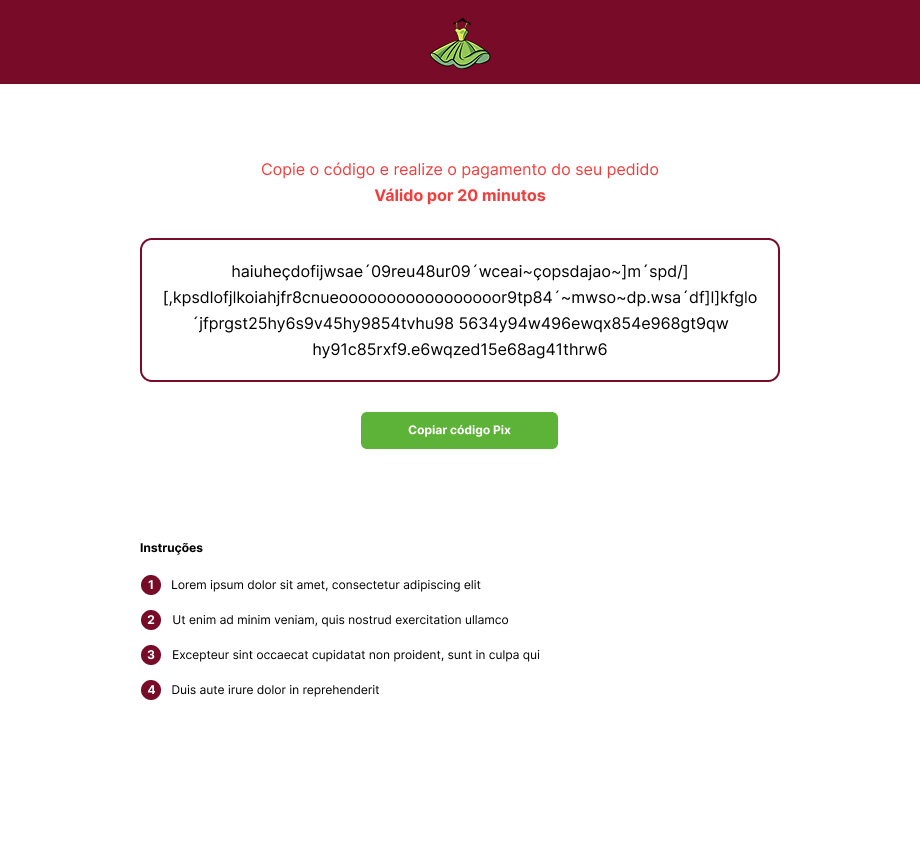 Copie o código e realize o pagamento do seu pedido
Válido por 20 minutos
haiuheçdofijwsae´09reu48ur09´wceai~çopsdajao~]m´spd/]
[,kpsdlofjlkoiahjfr8cnueooooooooooooooooor9tp84´~mwso~dp.wsa´df]l]kfglo
´jfprgst25hy6s9v45hy9854tvhu98 5634y94w496ewqx854e968gt9qw
hy91c85rxf9.e6wqzed15e68ag41thrw6
Copiar código Pix
Instruções
1 Lorem ipsum dolor sit amet, consectetur adipiscing elit
2 Ut enim ad minim veniam, quis nostrud exercitation ullamco
3 Excepteur sint occaecat cupidatat non proident, sunt in culpa qui
4 Duis aute irure dolor in reprehenderit